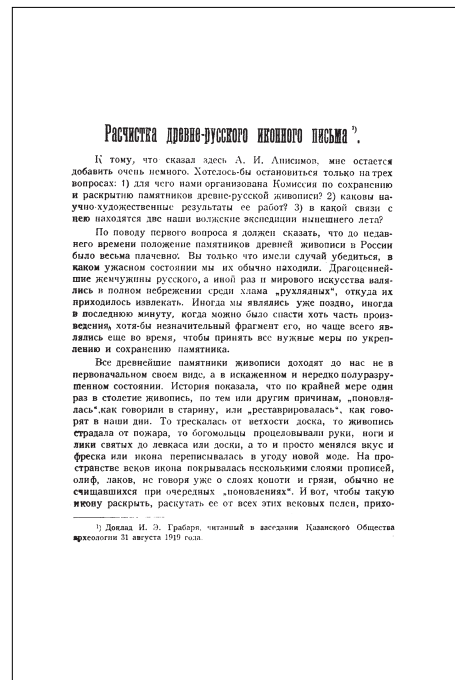 Расчистка древне-русского иконного письма ¹).
К тому, что сказал здесь А. И. Анисимов, мне остается
добавить очень немного. Хотелось-бы остановиться только на трех
вопросах: 1) для чего нами организована Комиссия по сохранению
и раскрытию памятников древне-русской живописи? 2) каковы на-
учно-художественные результаты ее работ? 3) в какой связи с
нею находятся две наши волжские экспедиции нынешнего лета?
По поводу первого вопроса я должен сказать, что до недав-
него времени положение памятников древней живописи в России
было весьма плачевно. Вы только что имели случай убедиться, в
каком ужасном состоянии мы их обычно находили. Драгоценней-
шие жемчужины русского, а иной раз и мирового искусства валя-
лись в полном небрежении среди хлама „рухлядных“, откуда их
приходилось извлекать. Иногда мы являлись уже поздно, иногда
в последнюю минуту, когда можно было спасти хоть часть произ-
ведения, хотя-бы незначительный фрагмент его, но чаще всего яв-
лялись еще во время, чтобы принять все нужные меры по укреп-
лению и сохранению памятника.
Все древнейшие памятники живописи доходят до нас не в
первоначальном своем виде, а в искаженном и нередко полуразру-
шенном состоянии. История показала, что по крайней мере один
раз в столетие живопись, по тем или другим причинам, „поновля-
лась“,как говорили в старину, или „реставрировалась“, как гово-
рят в наши дни. То трескалась от ветхости доска, то живопись
страдала от пожара, то богомольцы процеловывали руки, ноги и
лики святых до левкаса или доски, а то и просто менялся вкус и
фреска или икона переписывалась в угоду новой моде. На про-
странстве веков икона покрывалась несколькими слоями прописей,
олиф, лаков, не говоря уже о слоях копоти и грязи, обычно не
счищавшихся при очередных „поновлениях“. И вот, чтобы такую
икону раскрыть, раскутать ее от всех этих вековых пелен, прихо-
¹) Доклад И. Э. Грабаря, читанный в заседании Казанского Общества
археологии 31 августа 1919 года.